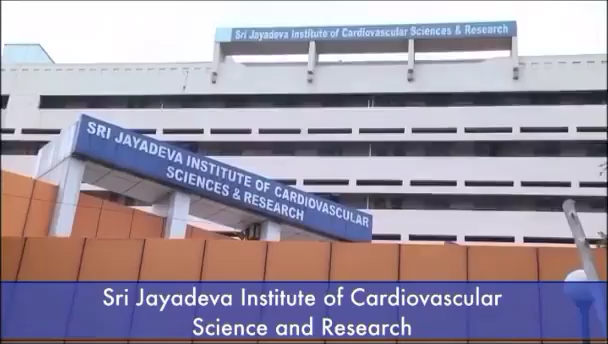 Sri Jayadeva Institute of Cardiovascular Sciences & Research
SRI JAYADEVA INSTITUTE OF CARDIOVASCULAR
SCIENCES & RESEARCH
Sri Jayadeva Institute of Cardiovascular
Science and Research